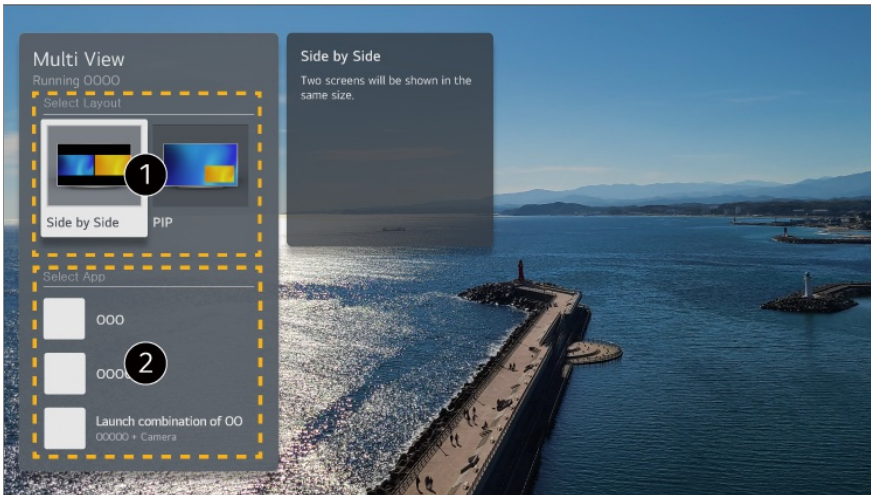 Multi View
Running OOOO
Select Layout
1
Side by Side
PIP
Select App
OOO
OOOO
2
Launch combination of OO
OOOOO + Camera
Side by Side
Two screens will be shown in the
same size.